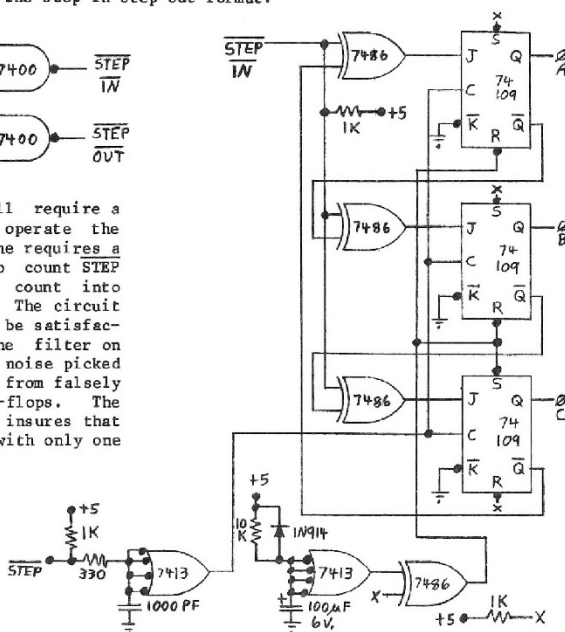 the step in step out format.
7400
STEP
IN
7400
STEP
OUT
ll require a
operate the
ne requires a
o count STEP
count into
The circuit
be satisfac-
ne filter on
noise picked
from falsely
-flops. The
insures that
with only one
STEP
IN
7486
1K
+5
X
S
J
Q
Ø
A
C
74
109
K
Q
R
7486
X
S
J
Q
Ø
B
C
74
109
K
Q
R
7486
S
J
Q
Ø
C
C
74
109
K
Q
R
X
+5
1K
STEP
330
7413
1000 PF
+5
10
K
1N914
7413
+
100µF
6V.
X
7486
+5
1K
X